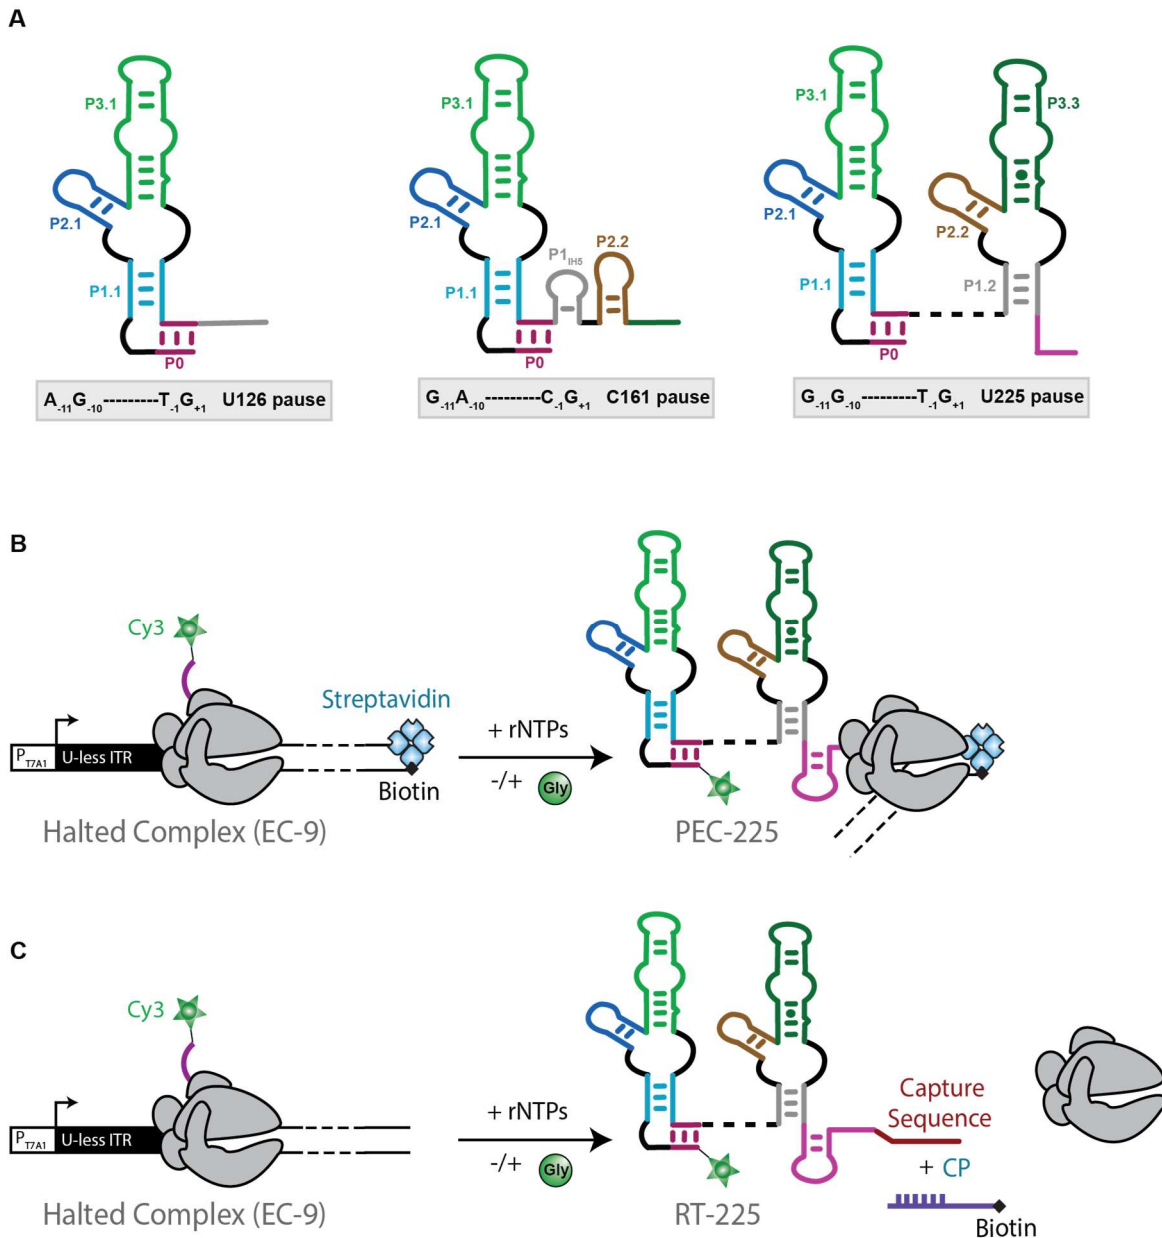 A
P3.1
P2.1
P1.1
P0
A-11G-10---------T-1G+1 U126 pause
P3.1
P2.1
P1.1
P1IH5
P2.2
P0
G-11A-10---------C-1G+1 C161 pause
P3.1
P2.1
P1.1
P0
P3.3
P2.2
P1.2
G-11G-10---------T-1G+1 U225 pause
B
Cy3
Streptavidin
PT7A1
U-less ITR
Biotin
Halted Complex (EC-9)
+ rNTPs
-/+ Gly
PEC-225
C
Cy3
PT7A1
U-less ITR
Halted Complex (EC-9)
+ rNTPs
-/+ Gly
RT-225
Capture
Sequence
+ CP
Biotin